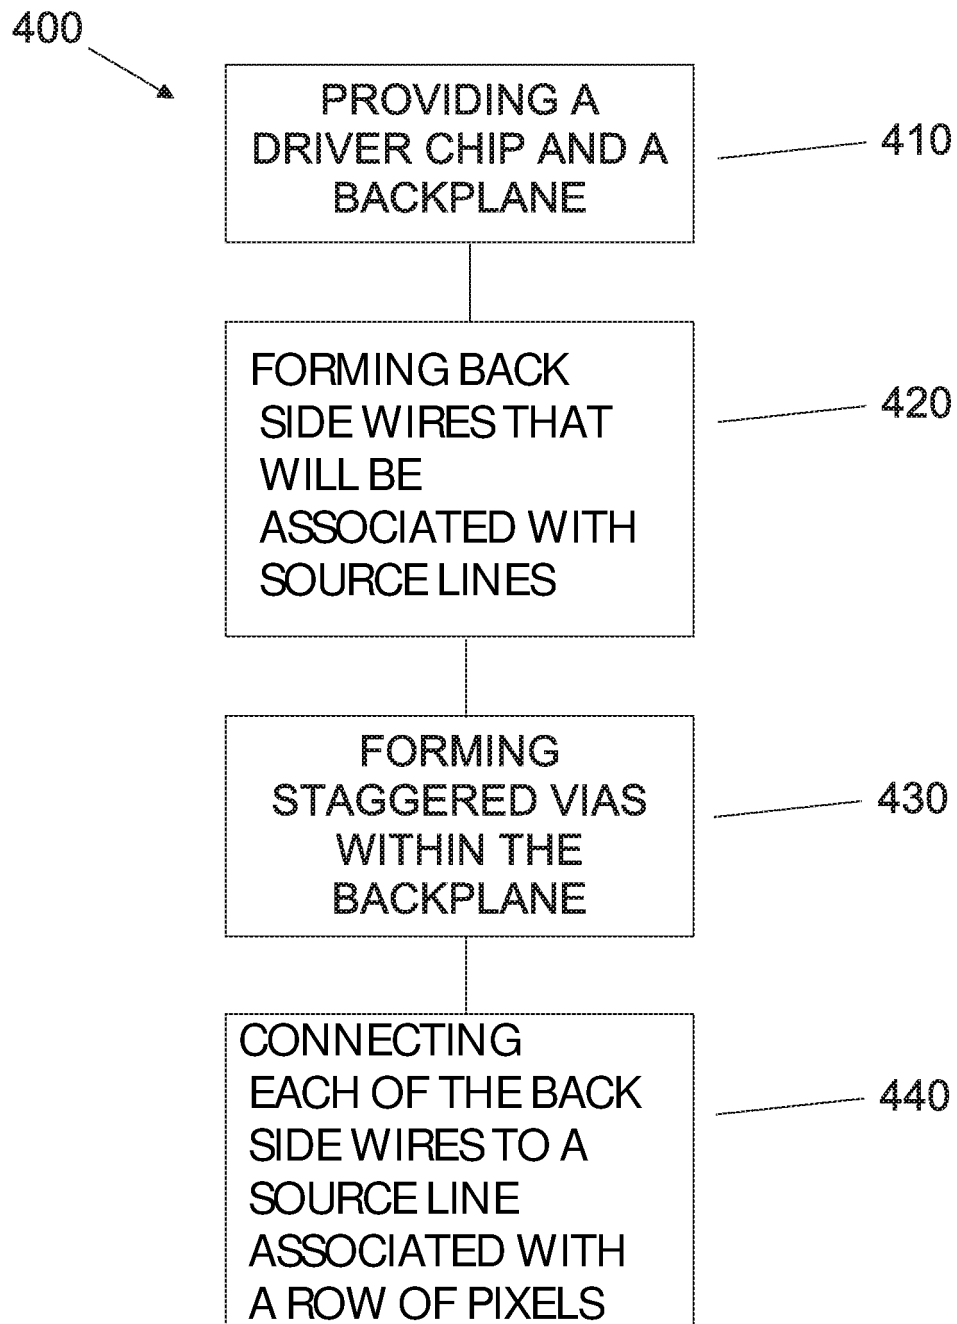 400
PROVIDING A
DRIVER CHIP AND A
BACKPLANE
410
FORMING BACK
SIDE WIRES THAT
WILL BE
ASSOCIATED WITH
SOURCE LINES
420
FORMING
STAGGERED VIAS
WITHIN THE
BACKPLANE
430
CONNECTING
EACH OF THE BACK
SIDE WIRES TO A
SOURCE LINE
ASSOCIATED WITH
A ROW OF PIXELS
440